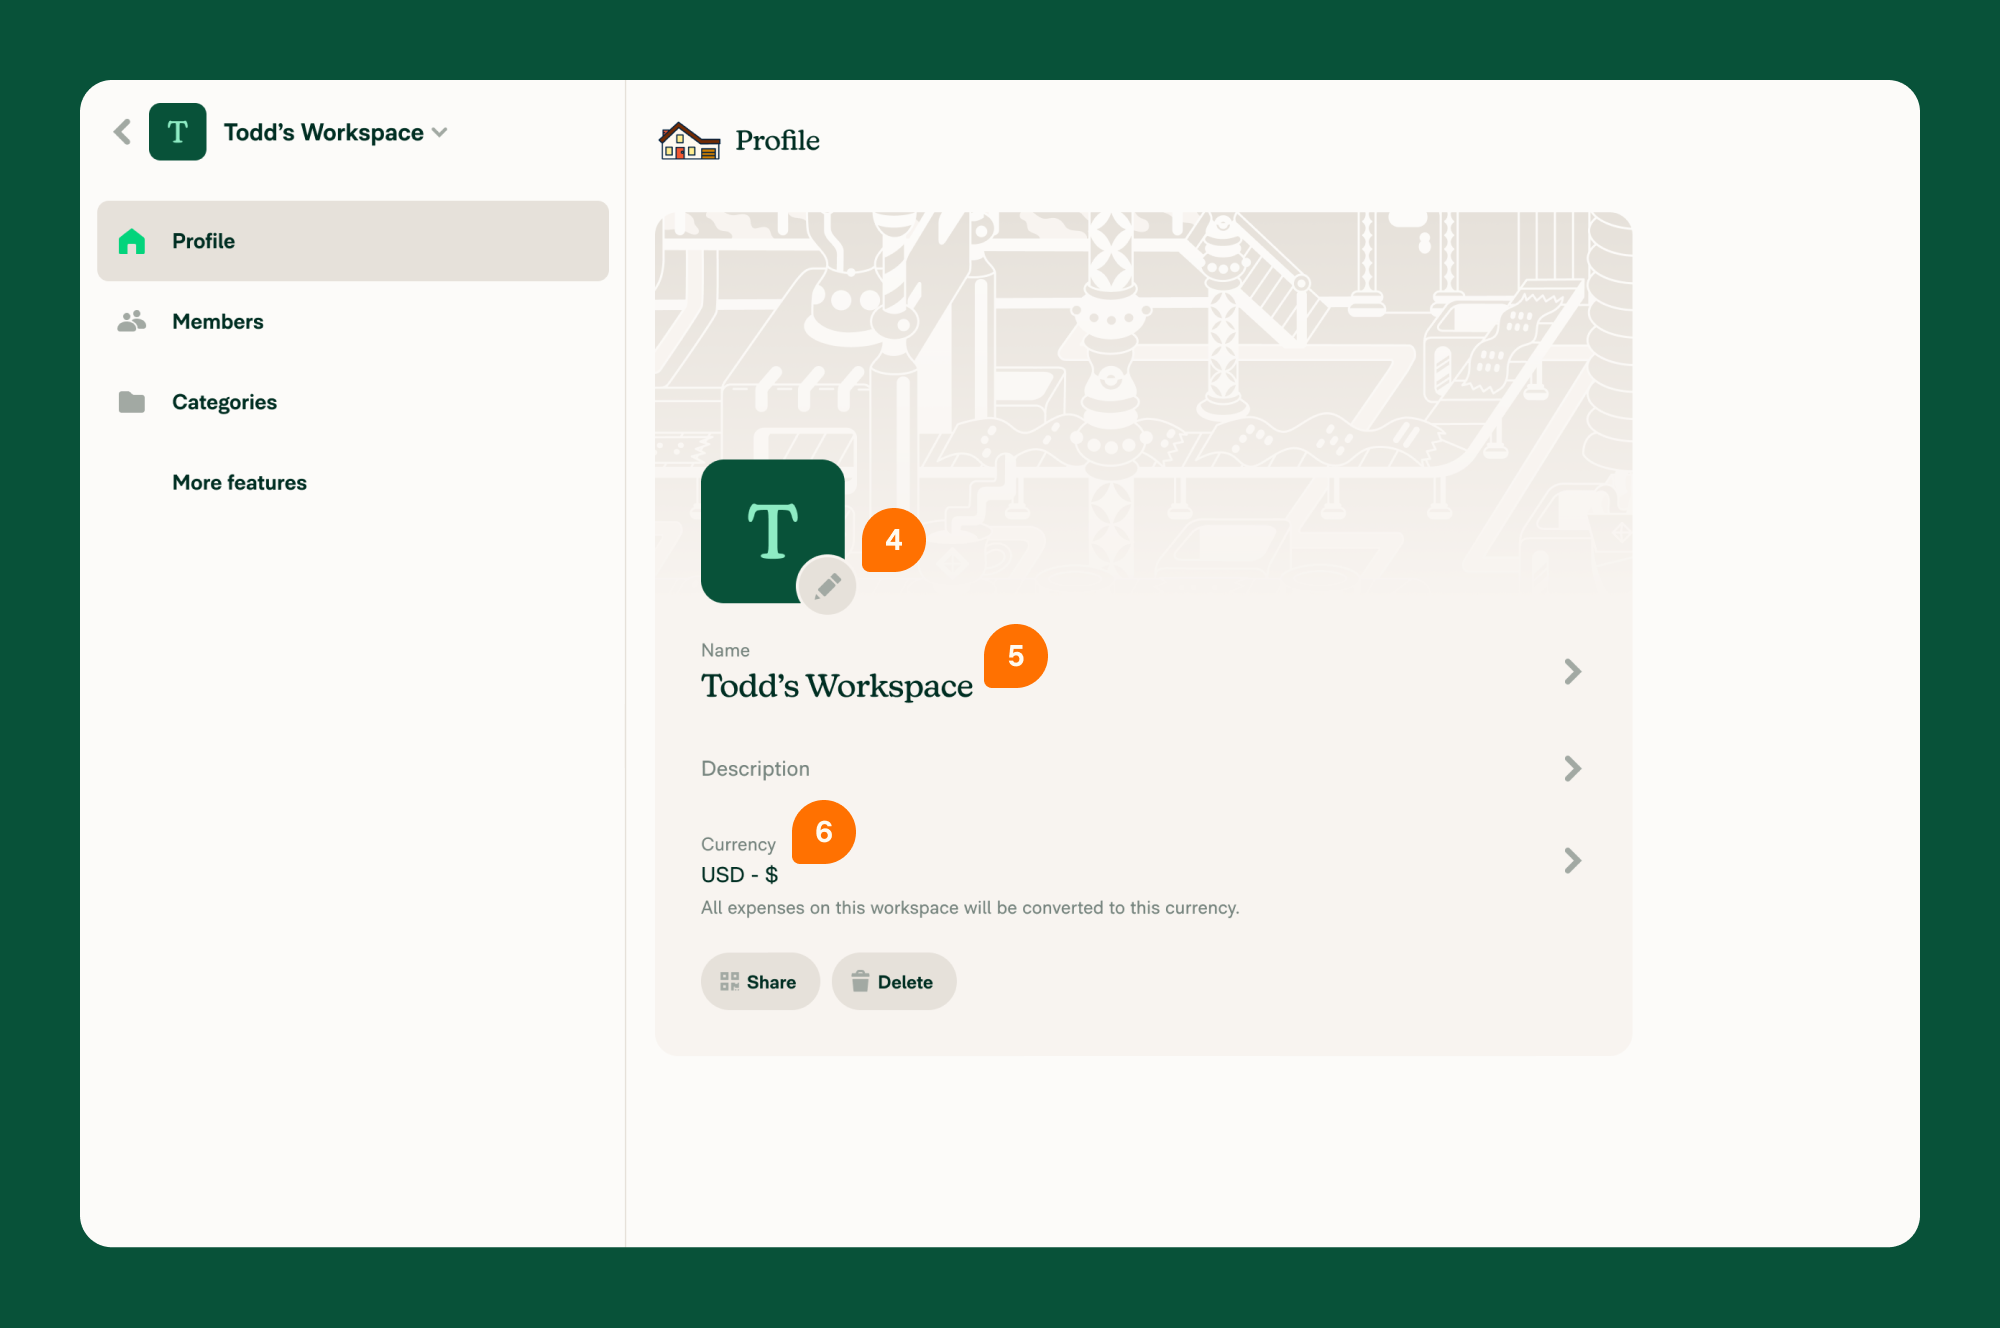 T
Todd’s Workspace
Profile
Members
Categories
More features
Profile
T
4
Name
Todd’s Workspace
5
Description
6
Currency
USD - $
All expenses on this workspace will be converted to this currency.
Share
Delete